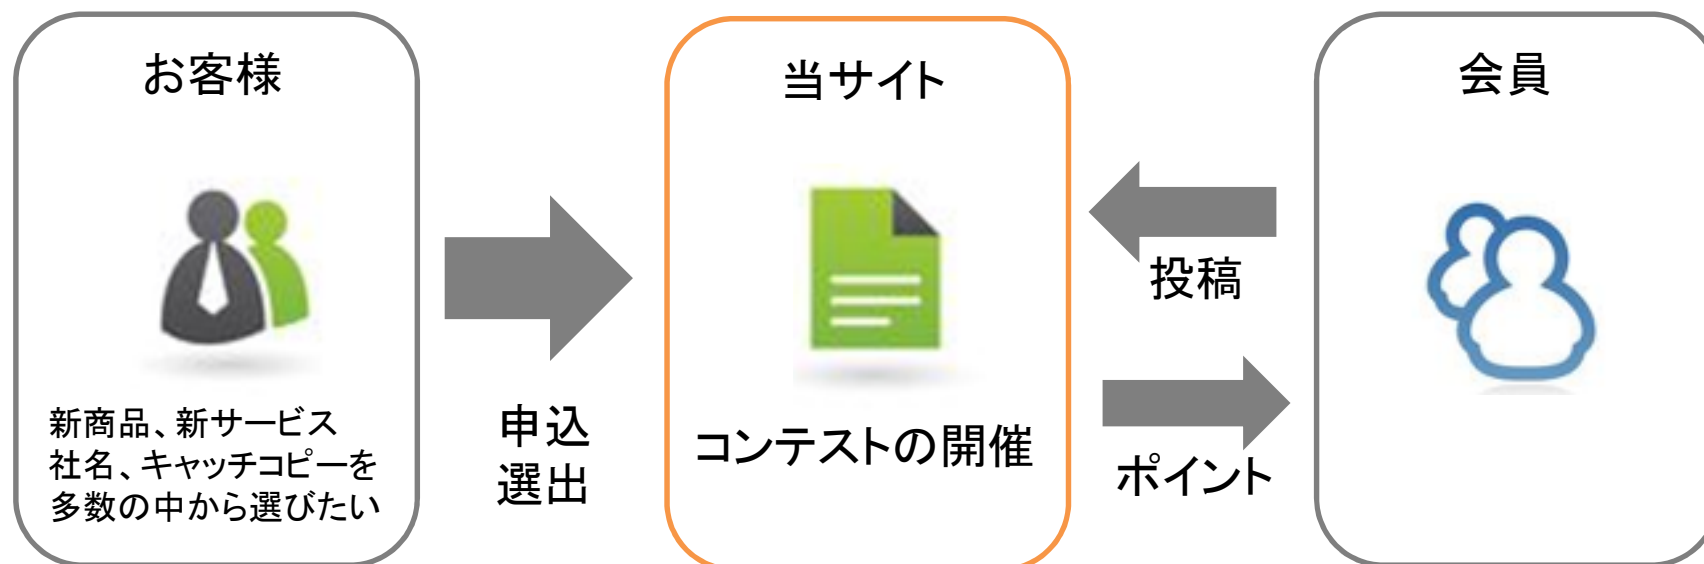 お客様
新商品、新サービス
社名、キャッチコピーを
多数の中から選びたい
申込
選出
当サイト
コンテストの開催
投稿
ポイント
会員